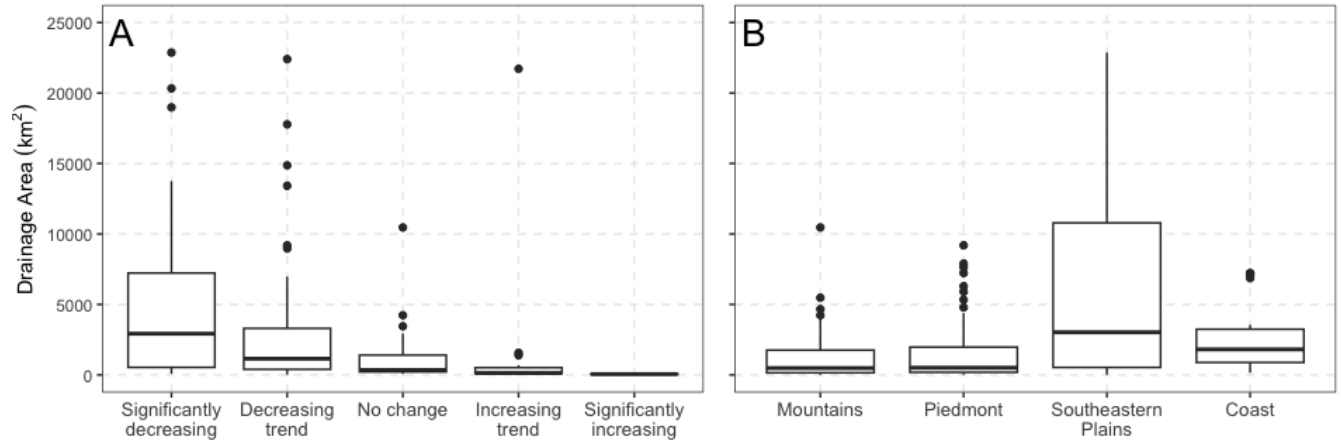 A
B
Drainage Area (km²)
25000
20000
15000
10000
5000
0
Significantly
decreasing
Decreasing
trend
No change
Increasing
trend
Significantly
increasing
Mountains
Piedmont
Southeastern
Plains
Coast